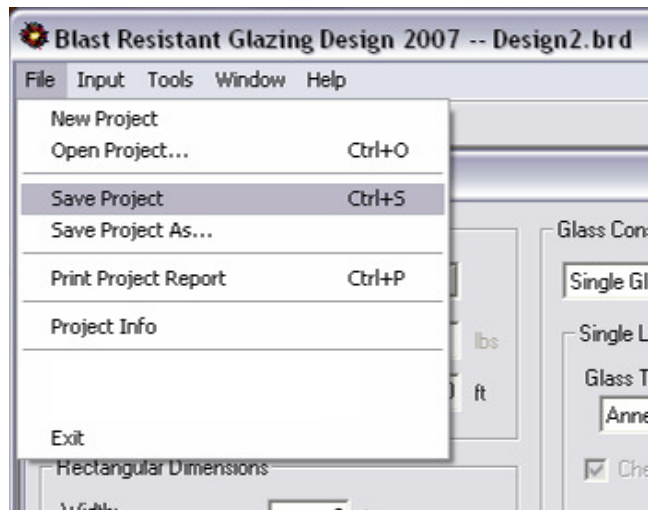 Blast Resistant Glazing Design 2007 -- Design2.brd
File Input Tools Window Help
New Project
Open Project... Ctrl+O
Save Project Ctrl+S
Save Project As...
Print Project Report Ctrl+P
Project Info
Exit
Glass Con
Single Gl
lbs
Single L
ft
Glass T
Anne
Che
Rectangular Dimensions
Width: